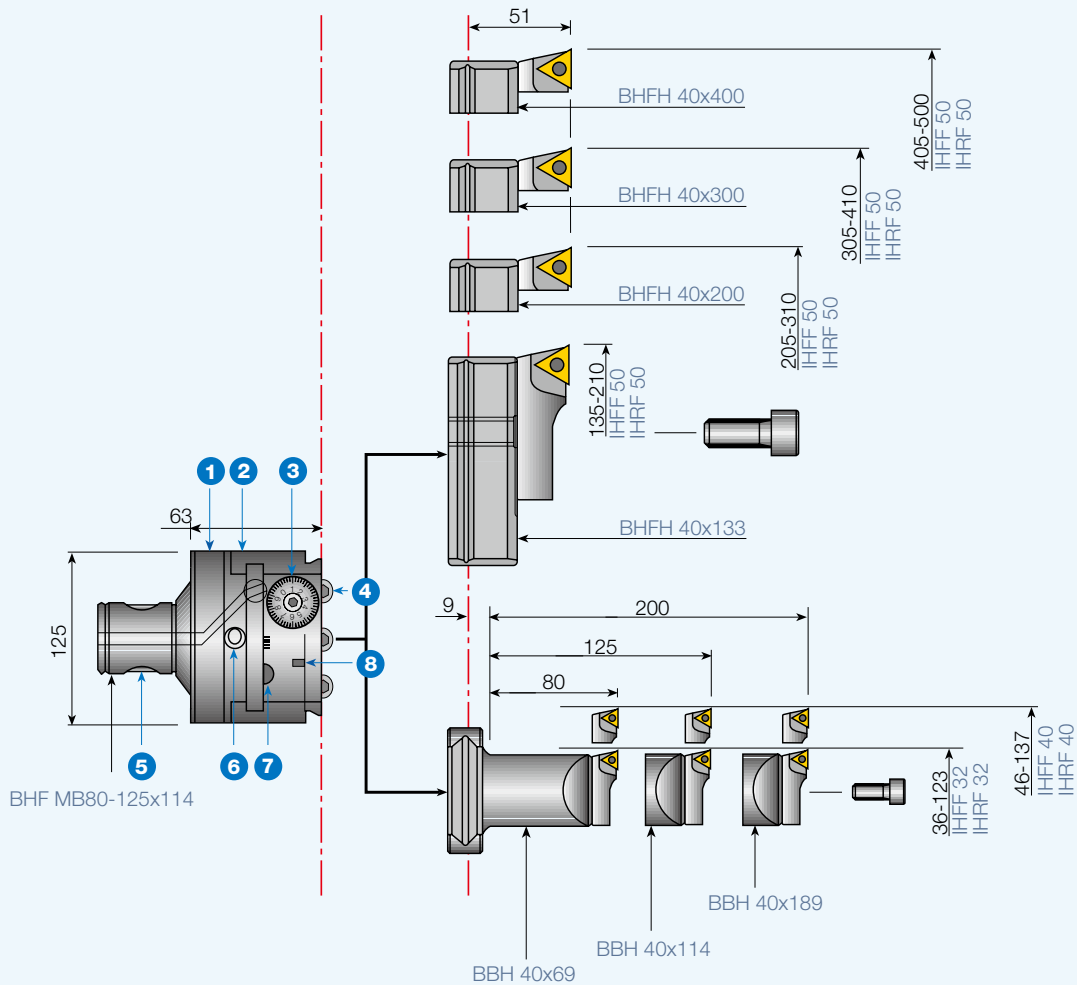 51
BHFH 40x400
405-500
IHFF 50
IHRF 50
BHFH 40x300
305-410
IHFF 50
IHRF 50
BHFH 40x200
205-310
IHFF 50
IHRF 50
135-210
IHFF 50
IHRF 50
1
2
3
63
BHFH 40x133
4
125
9
200
125
8
80
5
6
7
BHF MB80-125x114
46-137
IHFF 40
IHRF 40
36-123
IHFF 32
IHRF 32
BBH 40x189
BBH 40x114
BBH 40x69